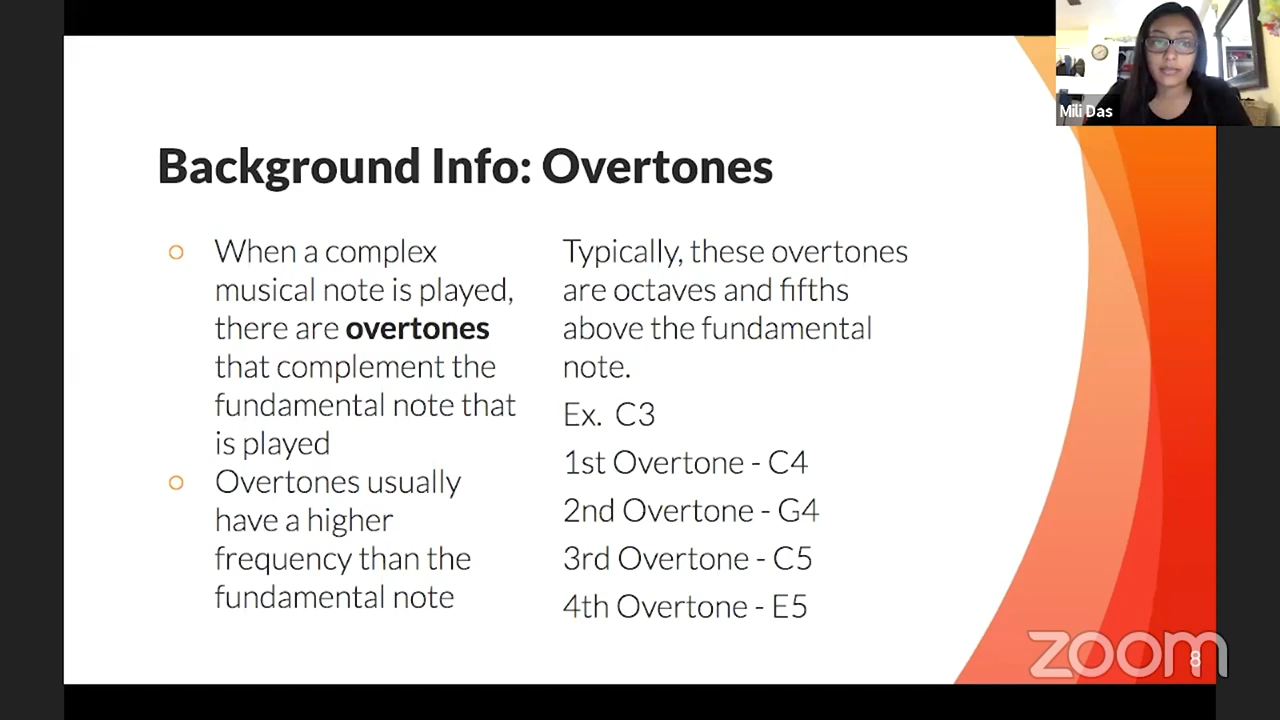 Mili Das
Background Info: Overtones
When a complex
musical note is played,
there are overtones
that complement the
fundamental note that
is played
Overtones usually
have a higher
frequency than the
fundamental note
Typically, these overtones
are octaves and fifths
above the fundamental
note.
Ex. C3
1st Overtone - C4
2nd Overtone - G4
3rd Overtone - C5
4th Overtone - E5
zoom
8